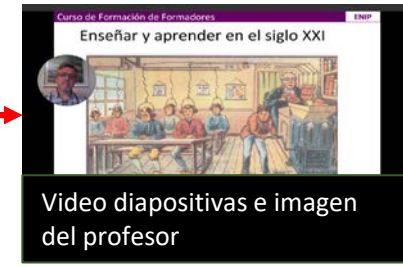 Curso de Formación de Formadores ENIP
Enseñar y aprender en el siglo XXI
Video diapositivas e imagen
del profesor